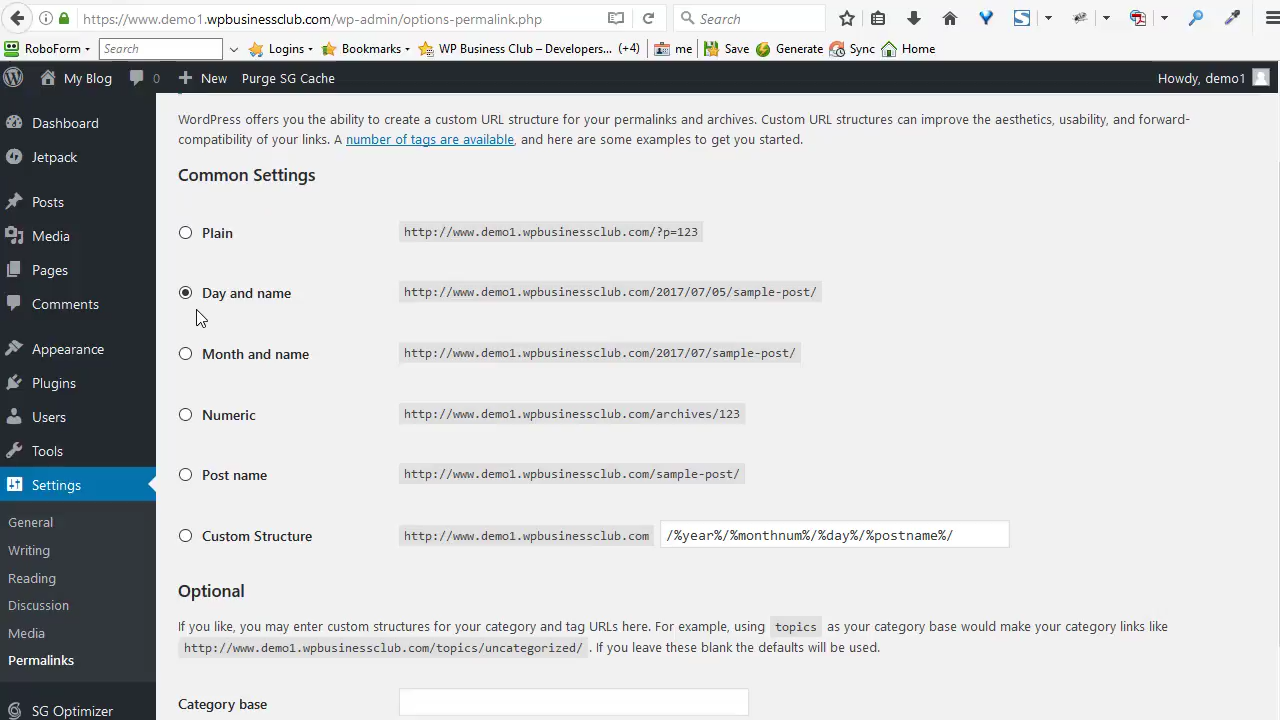 https://www.demo1.wpbusinessclub.com/wp-admin/options-permalink.php
Search
RoboForm
Search
Logins
Bookmarks
WP Business Club – Developers... (+4)
me
Save
Generate
Sync
Home
My Blog
0
New
Purge SG Cache
Howdy, demo1
Dashboard
Jetpack
Posts
Media
Pages
Comments
Appearance
Plugins
Users
Tools
Settings
General
Writing
Reading
Discussion
Media
Permalinks
SG Optimizer
WordPress offers you the ability to create a custom URL structure for your permalinks and archives. Custom URL structures can improve the aesthetics, usability, and forward-
compatibility of your links. A number of tags are available, and here are some examples to get you started.
Common Settings
Plain
http://www.demo1.wpbusinessclub.com/?p=123
Day and name
http://www.demo1.wpbusinessclub.com/2017/07/05/sample-post/
Month and name
http://www.demo1.wpbusinessclub.com/2017/07/sample-post/
Numeric
http://www.demo1.wpbusinessclub.com/archives/123
Post name
http://www.demo1.wpbusinessclub.com/sample-post/
Custom Structure
http://www.demo1.wpbusinessclub.com
/%year%/%monthnum%/%day%/%postname%/
Optional
If you like, you may enter custom structures for your category and tag URLs here. For example, using topics as your category base would make your category links like
http://www.demo1.wpbusinessclub.com/topics/uncategorized/ . If you leave these blank the defaults will be used.
Category base